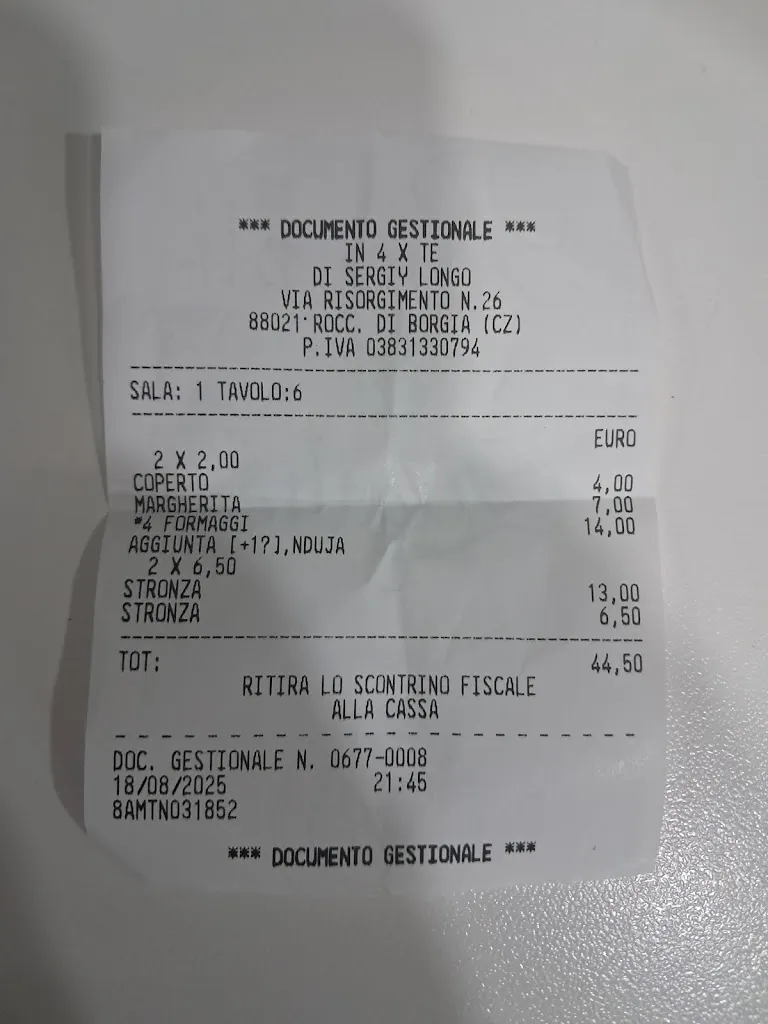 *** DOCUMENTO GESTIONALE ***
IN 4 X TE
DI SERGIY LONGO
VIA RISORGIMENTO N.26
88021 ROCC. DI BORGIA (CZ)
P.IVA 03831330794
SALA: 1 TAVOLO:6
EURO
2 X 2,00
COPERTO 4,00
MARGHERITA 7,00
*4 FORMAGGI 14,00
AGGIUNTA [+1?],NDUJA
2 X 6,50
STRONZA 13,00
STRONZA 6,50
TOT: 44,50
RITIRA LO SCONTRINO FISCALE
ALLA CASSA
DOC. GESTIONALE N. 0677-0008
18/08/2025 21:45
8AMTN031852
*** DOCUMENTO GESTIONALE ***